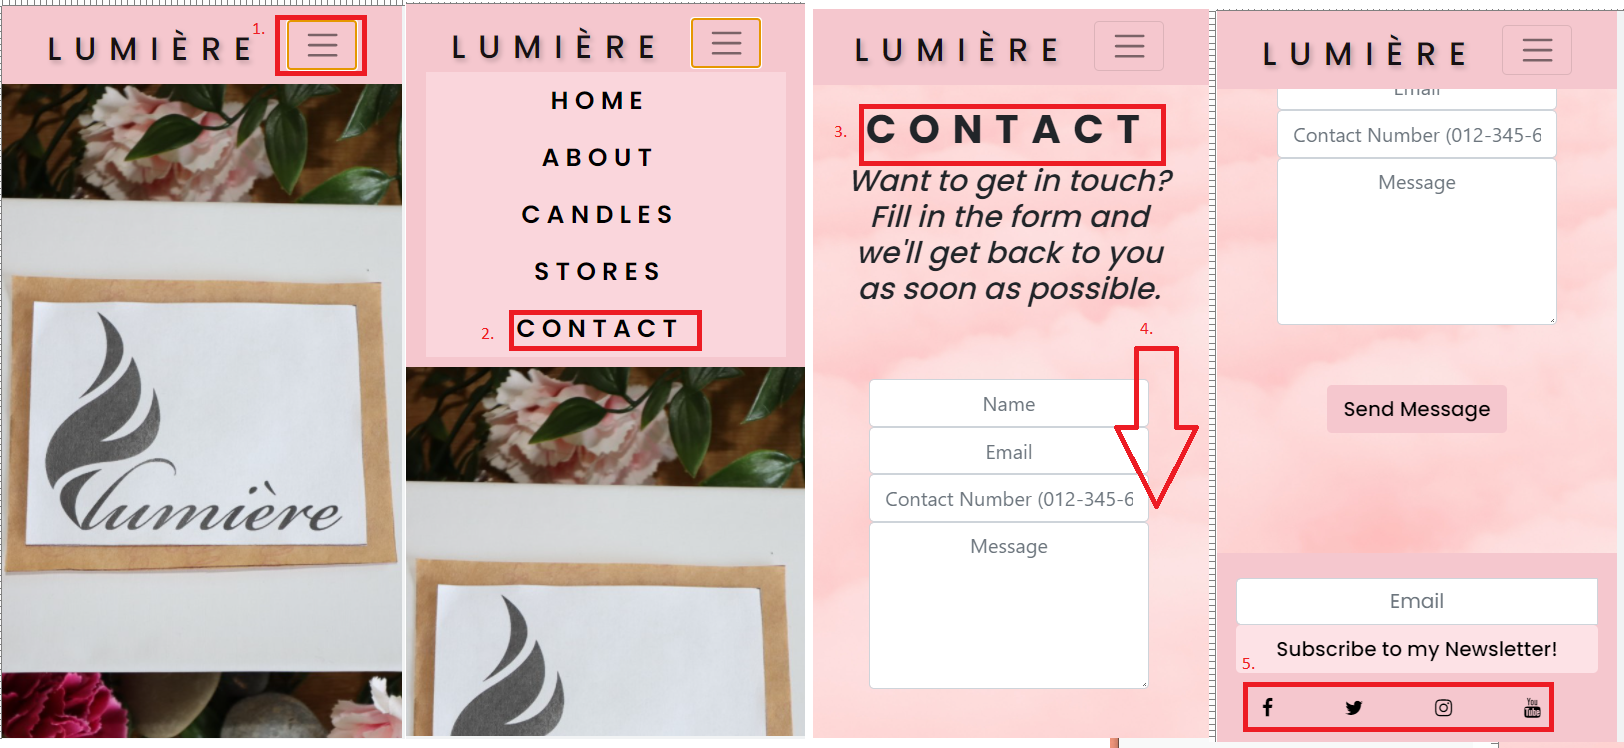 1.
LUMIÈRE
lumière
LUMIÈRE
HOME
ABOUT
CANDLES
STORES
2.
CONTACT
LUMIÈRE
3.
CONTACT
Want to get in touch?
Fill in the form and
we'll get back to you
as soon as possible.
4.
Name
Email
Contact Number (012-345-6
Message
LUMIÈRE
Email
Contact Number (012-345-6
Message
Send Message
Email
Subscribe to my Newsletter!
5.
You
Tube